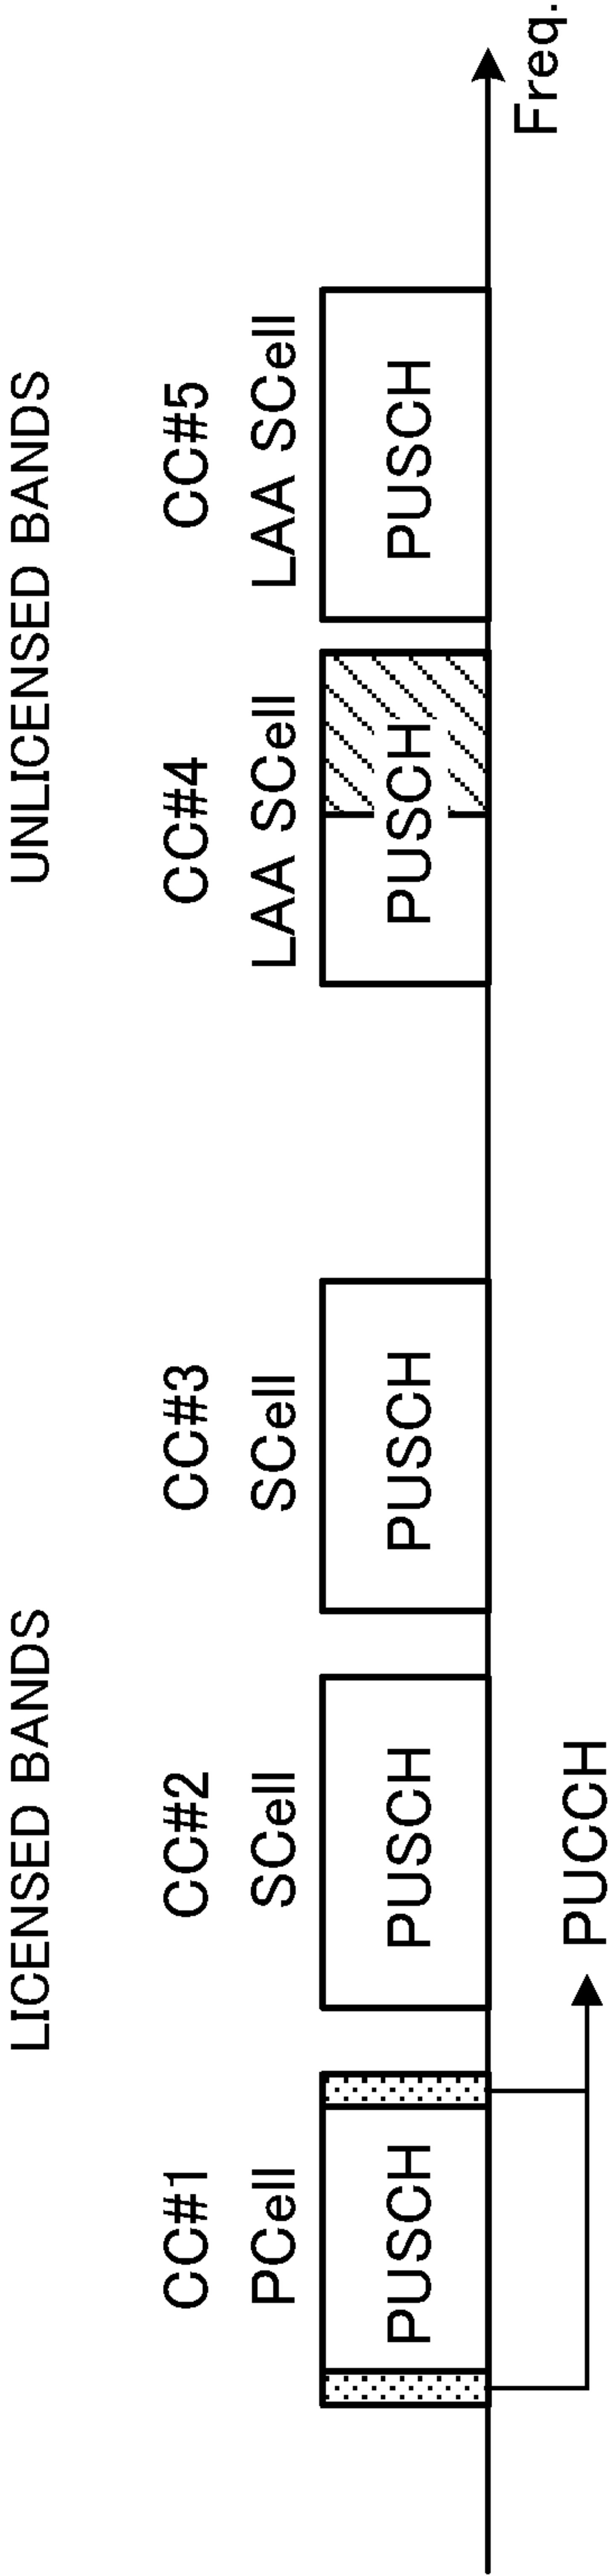 LICENSED BANDS
UNLICENSED BANDS
CC#1
CC#2
CC#3
CC#4
CC#5
PCell
SCell
SCell
LAA SCell
LAA SCell
PUSCH
PUSCH
PUSCH
PUSCH
PUSCH
Freq.
PUCCH